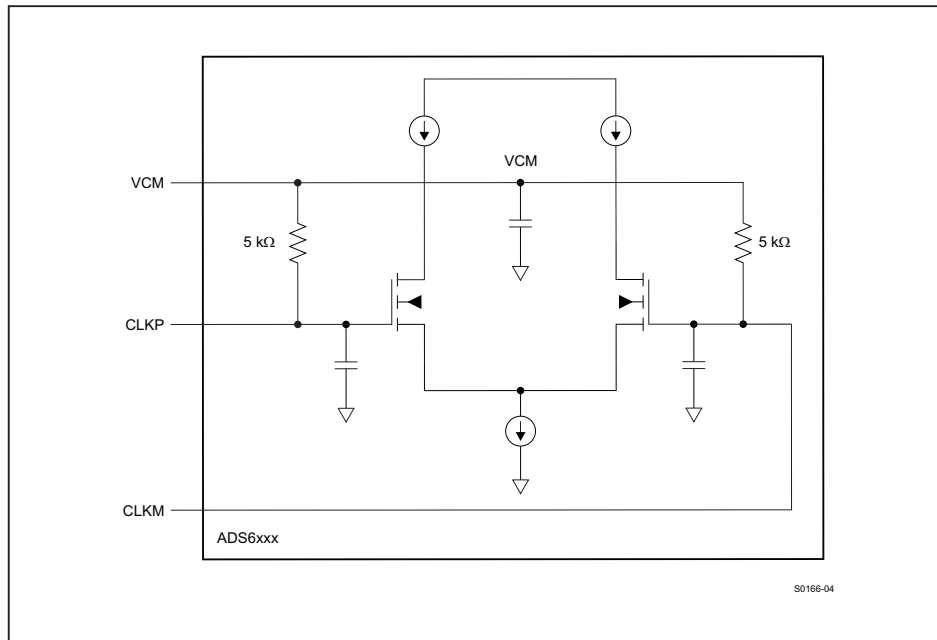 VCM
VCM
5 kΩ
5 kΩ
CLKP
CLKM
ADS6xxx
S0166-04